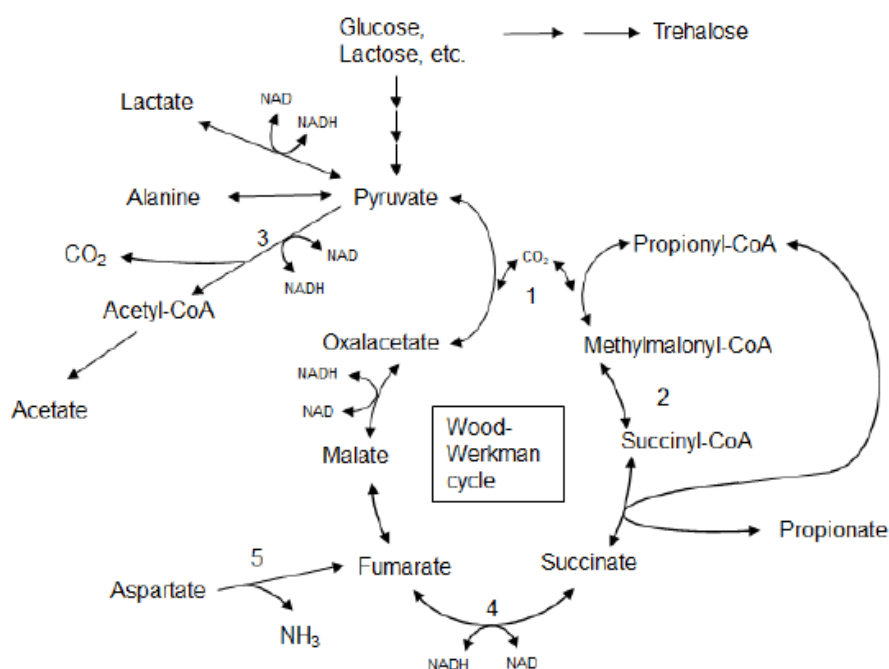 Glucose,
Lactose, etc.
Trehalose
Lactate
NAD
NADH
Alanine
Pyruvate
3
CO2
NAD
NADH
Acetyl-CoA
CO2
1
Propionyl-CoA
Oxalacetate
Methylmalonyl-CoA
NADH
NAD
2
Acetate
Malate
Wood-
Werkman
cycle
Succinyl-CoA
Propionate
5
Aspartate
Fumarate
Succinate
NH3
4
NADH
NAD